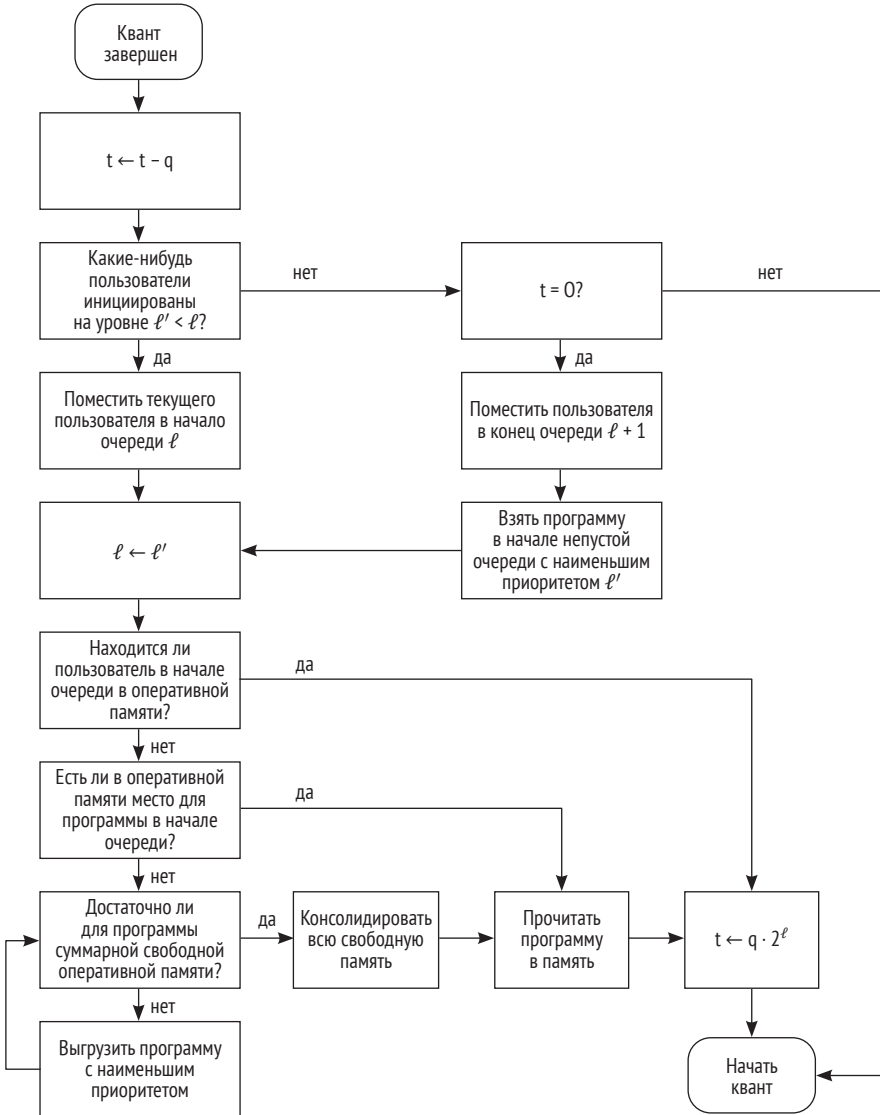 Квант
завершен
t ← t – q
Какие-нибудь
пользователи
инициированы
на уровне ℓ′ < ℓ?
нет
t = 0?
нет
да
да
Поместить текущего
пользователя в начало
очереди ℓ
Поместить пользователя
в конец очереди ℓ + 1
ℓ ← ℓ′
Взять программу
в начале непустой
очереди с наименьшим
приоритетом ℓ′
Находится ли
пользователь в начале
очереди в оперативной
памяти?
да
нет
Есть ли в оперативной
памяти место для
программы в начале
очереди?
да
нет
Достаточно ли
для программы
суммарной свободной
оперативной памяти?
да
Консолидировать
всю свободную
память
Прочитать
программу
в память
t ← q · 2^ℓ
нет
Выгрузить программу
с наименьшим
приоритетом
Начать
квант